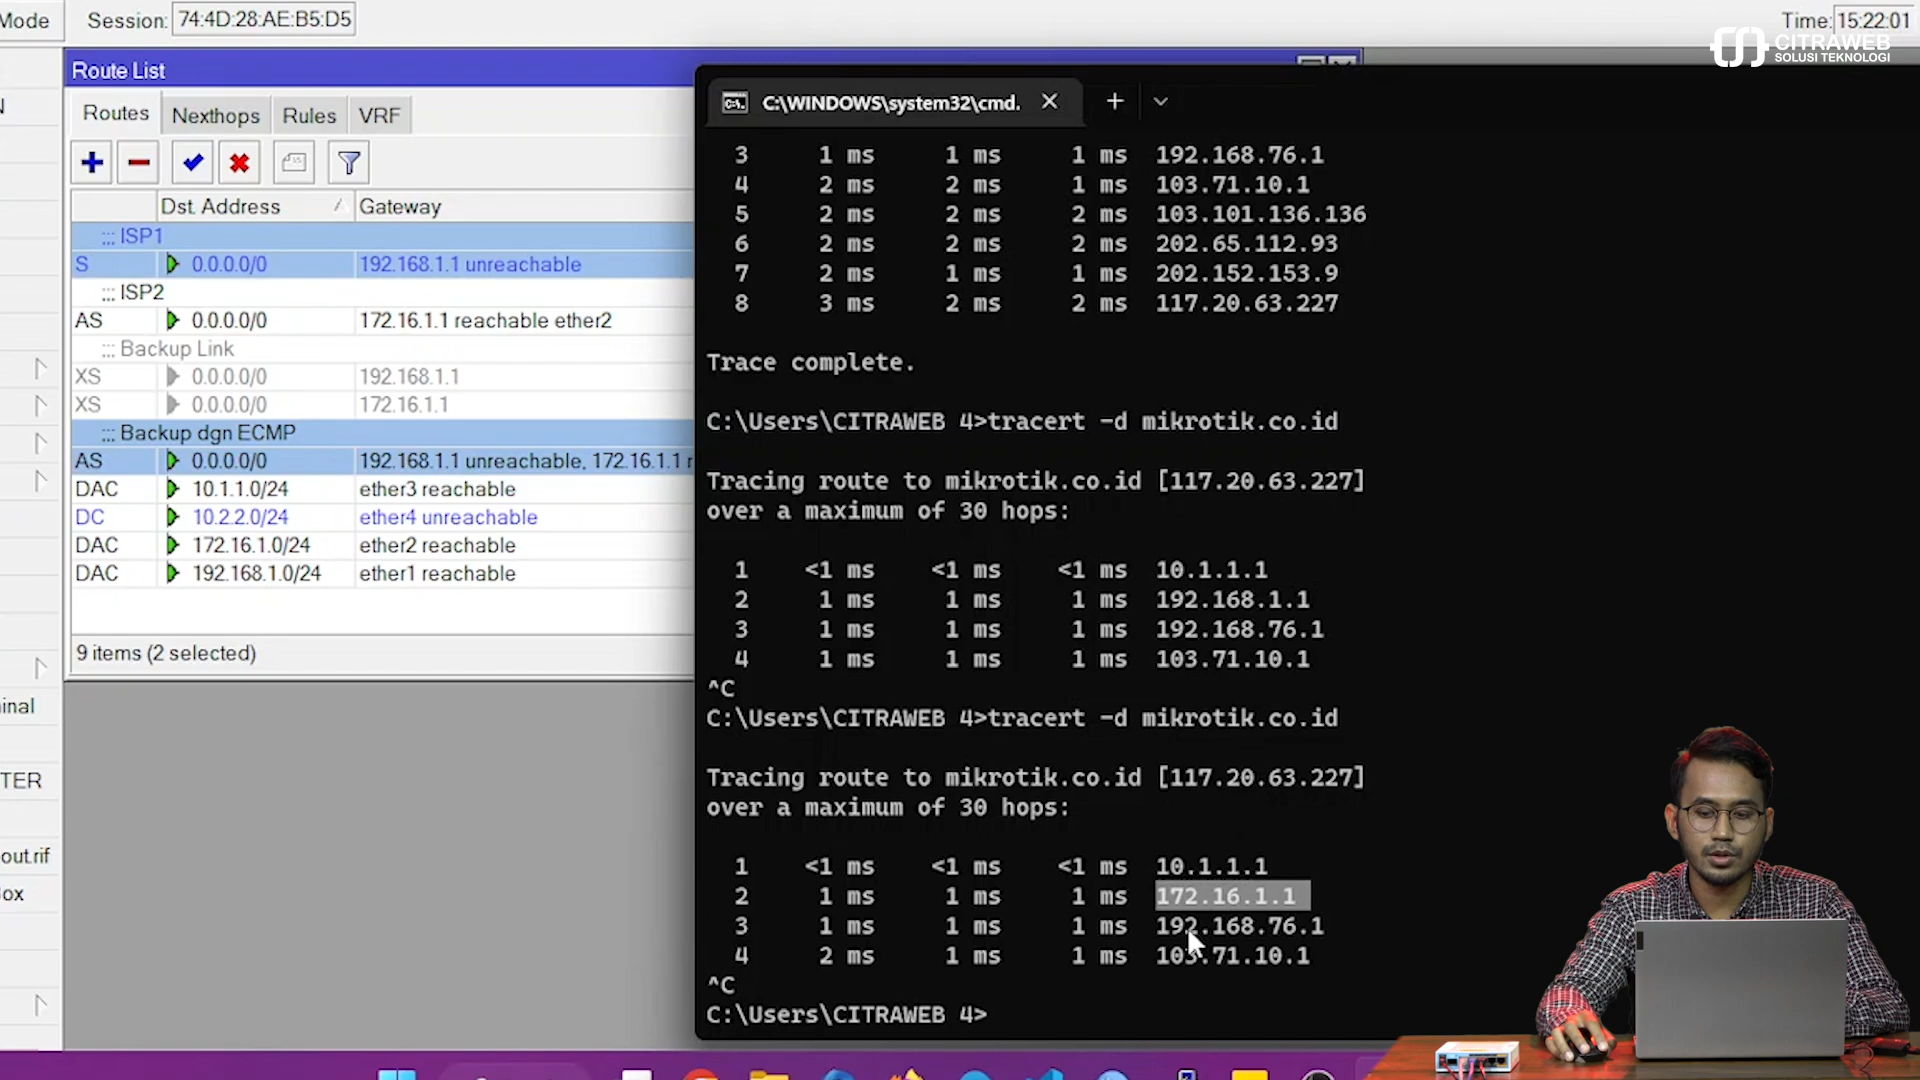 Mode
Session: 74:4D:28:AE:B5:D5
Time: 15:22:01
CITRAWEB
SOLUSI TEKNOLOGI
Route List
Routes Nexthops Rules VRF
Dst. Address Gateway
::: ISP1
S 0.0.0.0/0 192.168.1.1 unreachable
::: ISP2
AS 0.0.0.0/0 172.16.1.1 reachable ether2
::: Backup Link
XS 0.0.0.0/0 192.168.1.1
XS 0.0.0.0/0 172.16.1.1
::: Backup dgn ECMP
AS 0.0.0.0/0 192.168.1.1 unreachable, 172.16.1.1 r
DAC 10.1.1.0/24 ether3 reachable
DC 10.2.2.0/24 ether4 unreachable
DAC 172.16.1.0/24 ether2 reachable
DAC 192.168.1.0/24 ether1 reachable
9 items (2 selected)
inal
TER
out.rif
ox
C:\WINDOWS\system32\cmd.
3 1 ms 1 ms 1 ms 192.168.76.1
4 2 ms 2 ms 1 ms 103.71.10.1
5 2 ms 2 ms 2 ms 103.101.136.136
6 2 ms 2 ms 2 ms 202.65.112.93
7 2 ms 1 ms 1 ms 202.152.153.9
8 3 ms 2 ms 2 ms 117.20.63.227
Trace complete.
C:\Users\CITRAWEB 4>tracert -d mikrotik.co.id
Tracing route to mikrotik.co.id [117.20.63.227]
over a maximum of 30 hops:
1 <1 ms <1 ms <1 ms 10.1.1.1
2 1 ms 1 ms 1 ms 192.168.1.1
3 1 ms 1 ms 1 ms 192.168.76.1
4 1 ms 1 ms 1 ms 103.71.10.1
^C
C:\Users\CITRAWEB 4>tracert -d mikrotik.co.id
Tracing route to mikrotik.co.id [117.20.63.227]
over a maximum of 30 hops:
1 <1 ms <1 ms <1 ms 10.1.1.1
2 1 ms 1 ms 1 ms 172.16.1.1
3 1 ms 1 ms 1 ms 192.168.76.1
4 2 ms 1 ms 1 ms 103.71.10.1
^C
C:\Users\CITRAWEB 4>